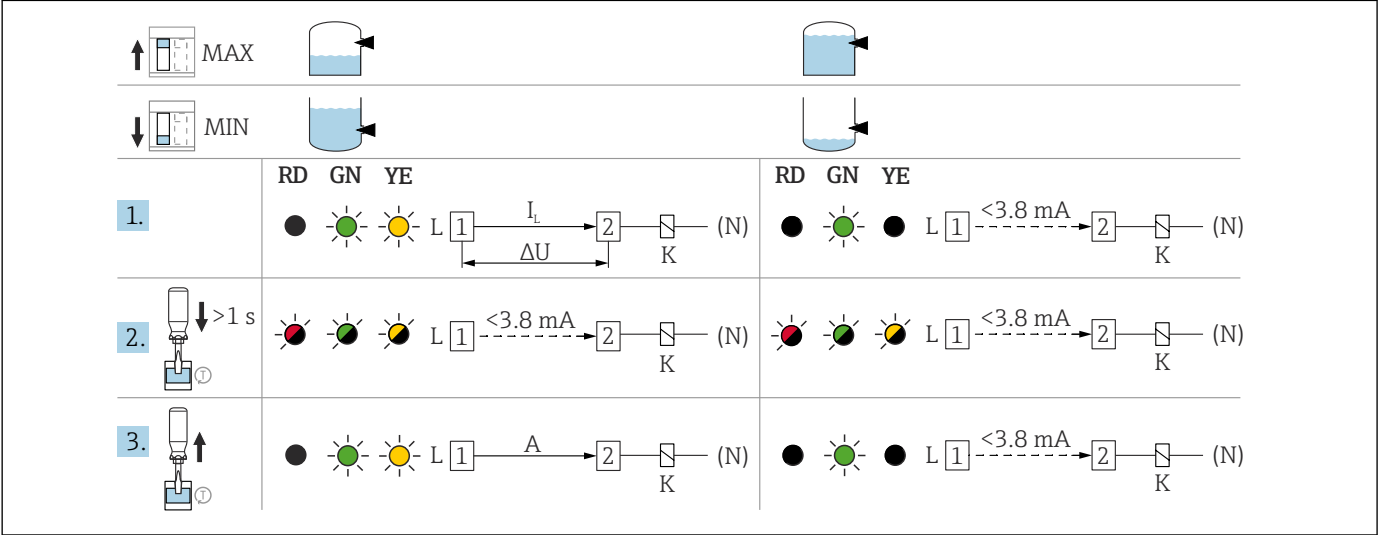 MAX
MIN
RD GN YE RD GN YE
1. L 1 I_L 2 (N) L 1 <3.8 mA 2 (N)
ΔU K K
2. >1 s L 1 <3.8 mA 2 (N) L 1 <3.8 mA 2 (N)
T K K
3. L 1 A 2 (N) L 1 <3.8 mA 2 (N)
T K K